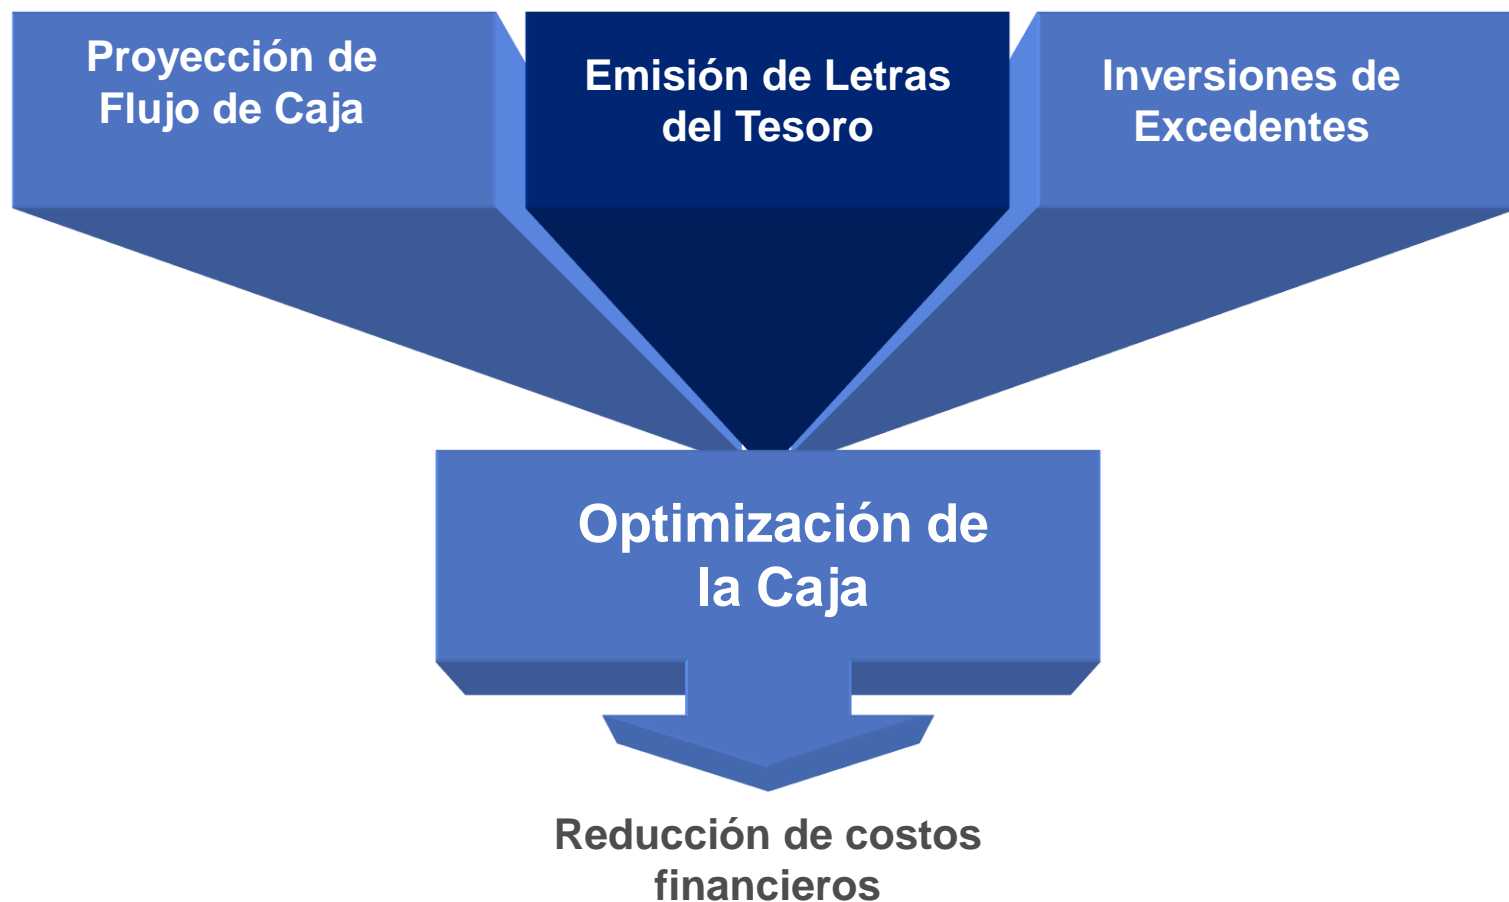 Proyección de
Flujo de Caja
Emisión de Letras
del Tesoro
Inversiones de
Excedentes
Optimización de
la Caja
Reducción de costos
financieros